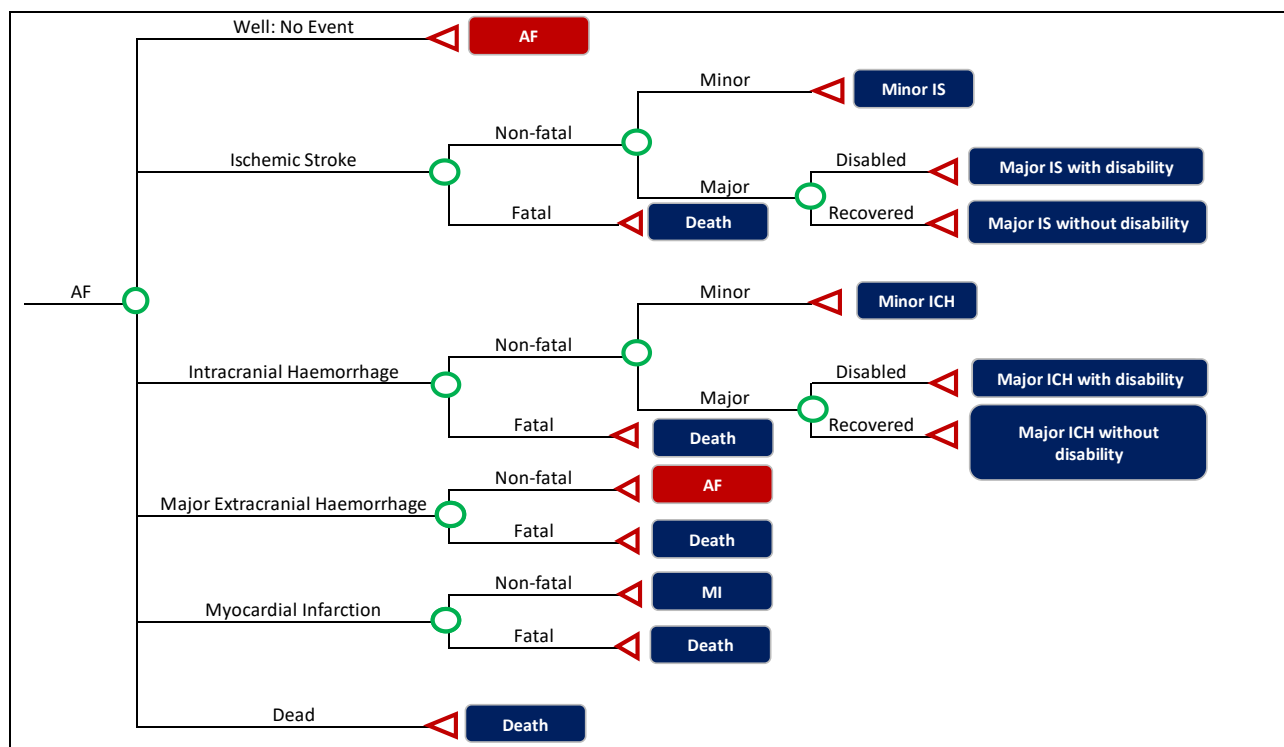 Well: No Event
AF
Minor
Minor IS
Non-fatal
Ischemic Stroke
Disabled
Major IS with disability
Major
Fatal
Death
Recovered
Major IS without disability
AF
Minor
Minor ICH
Non-fatal
Intracranial Haemorrhage
Disabled
Major ICH with disability
Major
Fatal
Death
Recovered
Major ICH without
disability
Non-fatal
AF
Major Extracranial Haemorrhage
Fatal
Death
Non-fatal
MI
Myocardial Infarction
Fatal
Death
Dead
Death